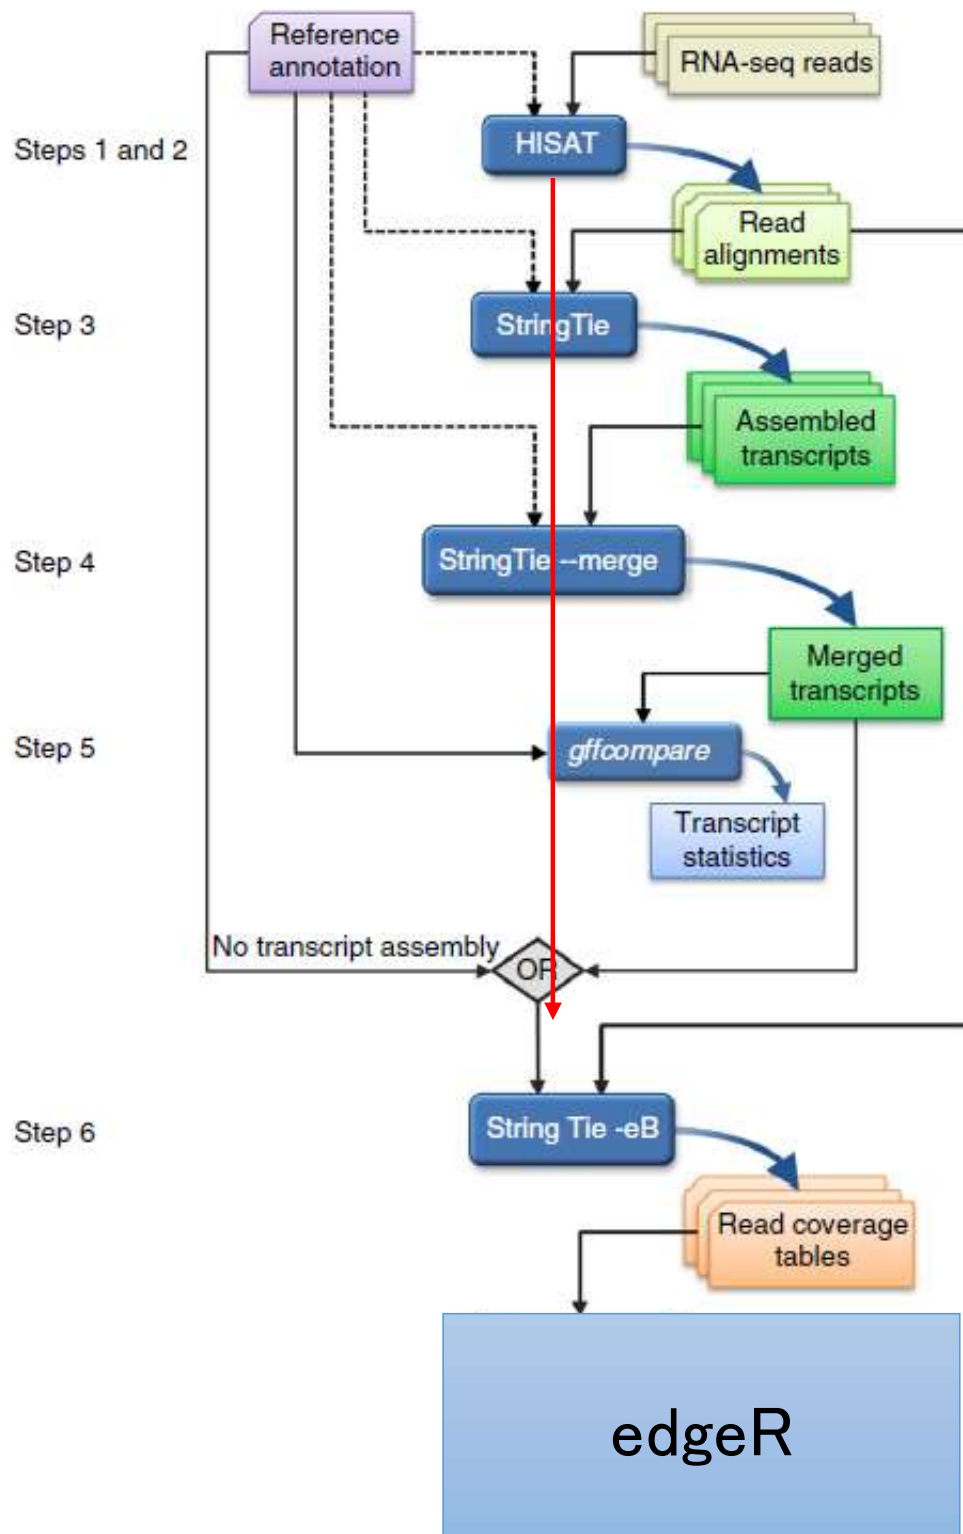 Reference
annotation
RNA-seq reads
Steps 1 and 2
HISAT
Read
alignments
Step 3
StringTie
Assembled
transcripts
Step 4
StringTie --merge
Merged
transcripts
Step 5
gffcompare
Transcript
statistics
No transcript assembly
OR
Step 6
String Tie -eB
Read coverage
tables
edgeR